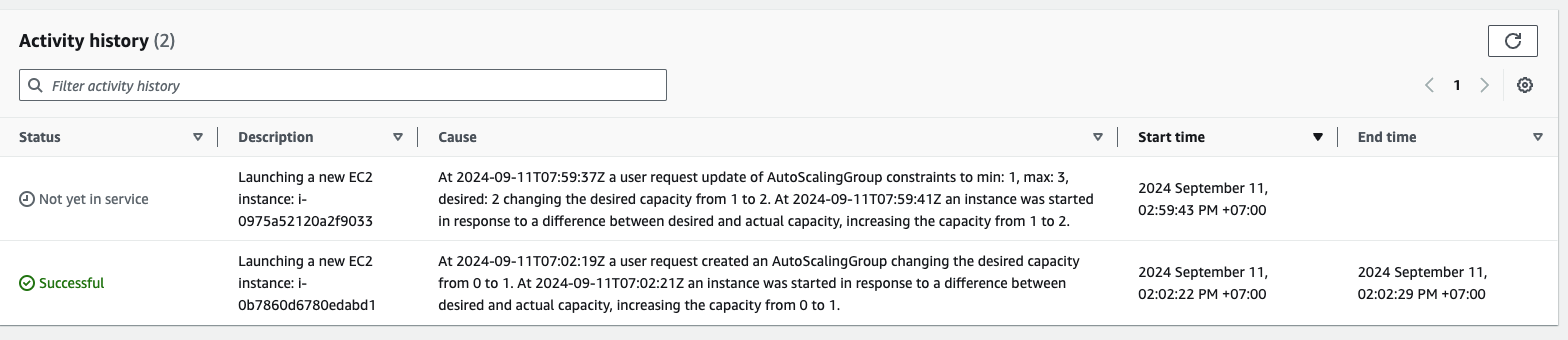 Activity history (2)
Filter activity history
1
Status
Description
Cause
Start time
End time
Not yet in service
Launching a new EC2
instance: i-
0975a52120a2f9033
At 2024-09-11T07:59:37Z a user request update of AutoScalingGroup constraints to min: 1, max: 3,
desired: 2 changing the desired capacity from 1 to 2. At 2024-09-11T07:59:41Z an instance was started
in response to a difference between desired and actual capacity, increasing the capacity from 1 to 2.
2024 September 11,
02:59:43 PM +07:00
Successful
Launching a new EC2
instance: i-
0b7860d6780edabd1
At 2024-09-11T07:02:19Z a user request created an AutoScalingGroup changing the desired capacity
from 0 to 1. At 2024-09-11T07:02:21Z an instance was started in response to a difference between
desired and actual capacity, increasing the capacity from 0 to 1.
2024 September 11,
02:02:22 PM +07:00
2024 September 11,
02:02:29 PM +07:00